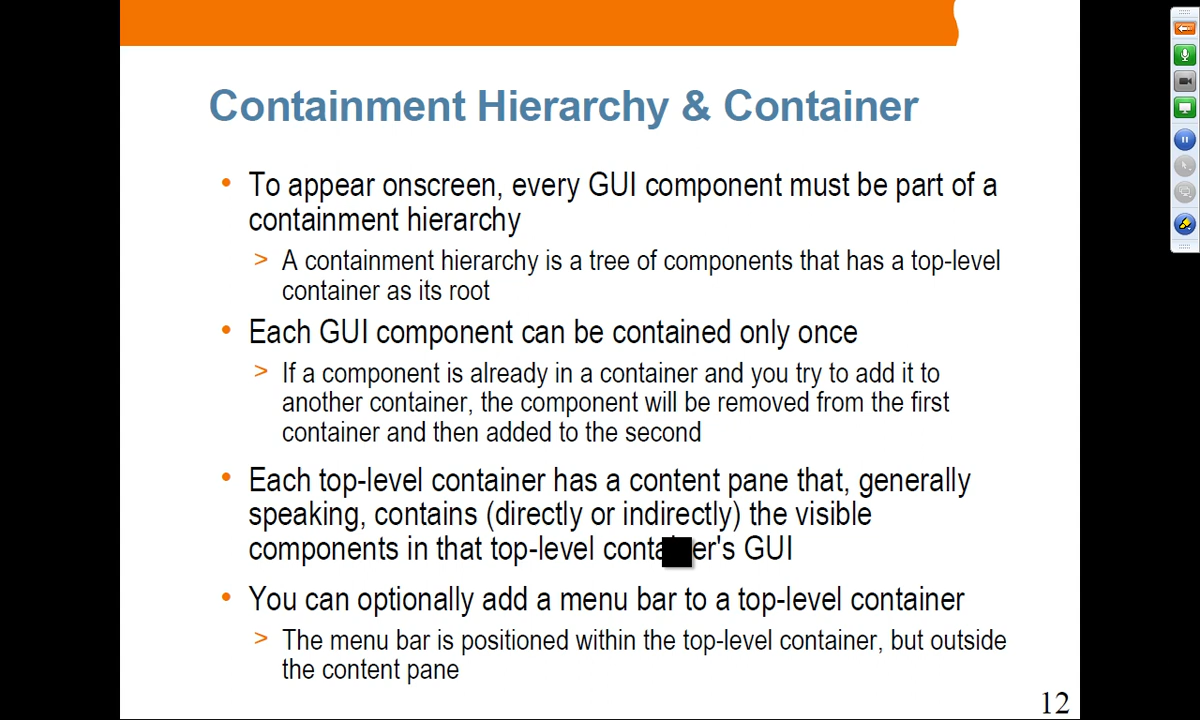 Containment Hierarchy & Container
• To appear onscreen, every GUI component must be part of a
containment hierarchy
> A containment hierarchy is a tree of components that has a top-level
container as its root
• Each GUI component can be contained only once
> If a component is already in a container and you try to add it to
another container, the component will be removed from the first
container and then added to the second
• Each top-level container has a content pane that, generally
speaking, contains (directly or indirectly) the visible
components in that top-level GUI
• You can optionally add a menu bar to a top-level container
> The menu bar is positioned within the top-level container, but outside
the content pane
12